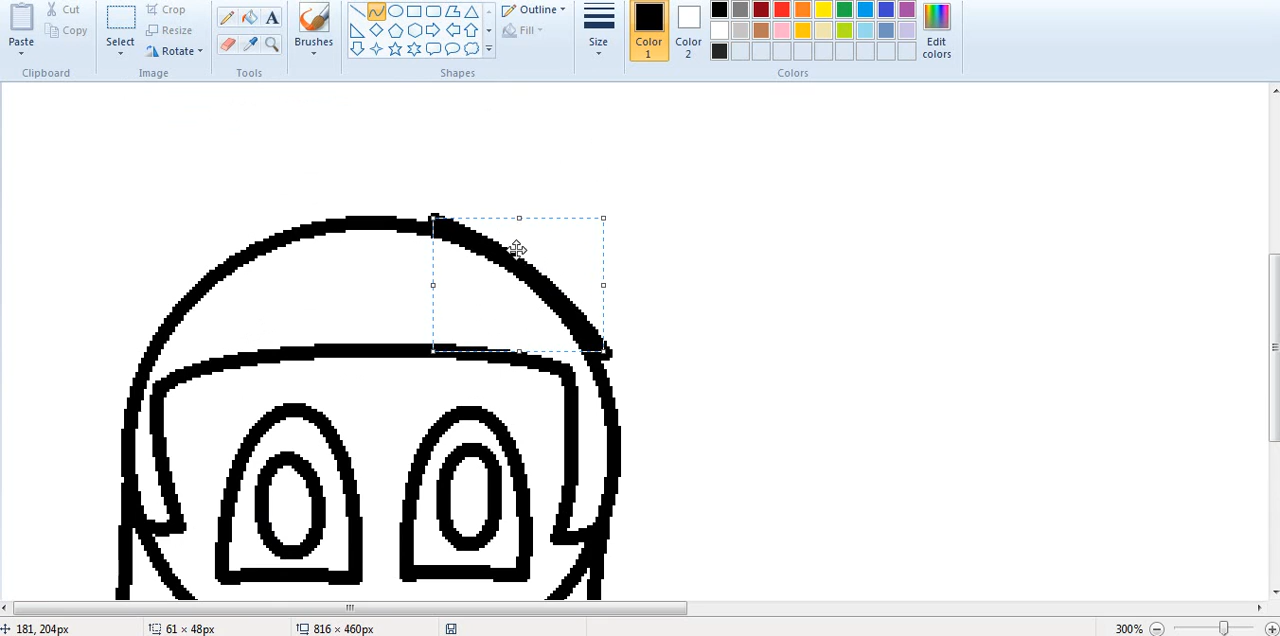 Paste
Cut
Copy
Clipboard
Select
Crop
Resize
Rotate
Image
A
Tools
Brushes
Outline
Fill
Shapes
Size
Color
1
Color
2
Edit
colors
Colors
181, 204px
61 × 48px
816 × 460px
300%